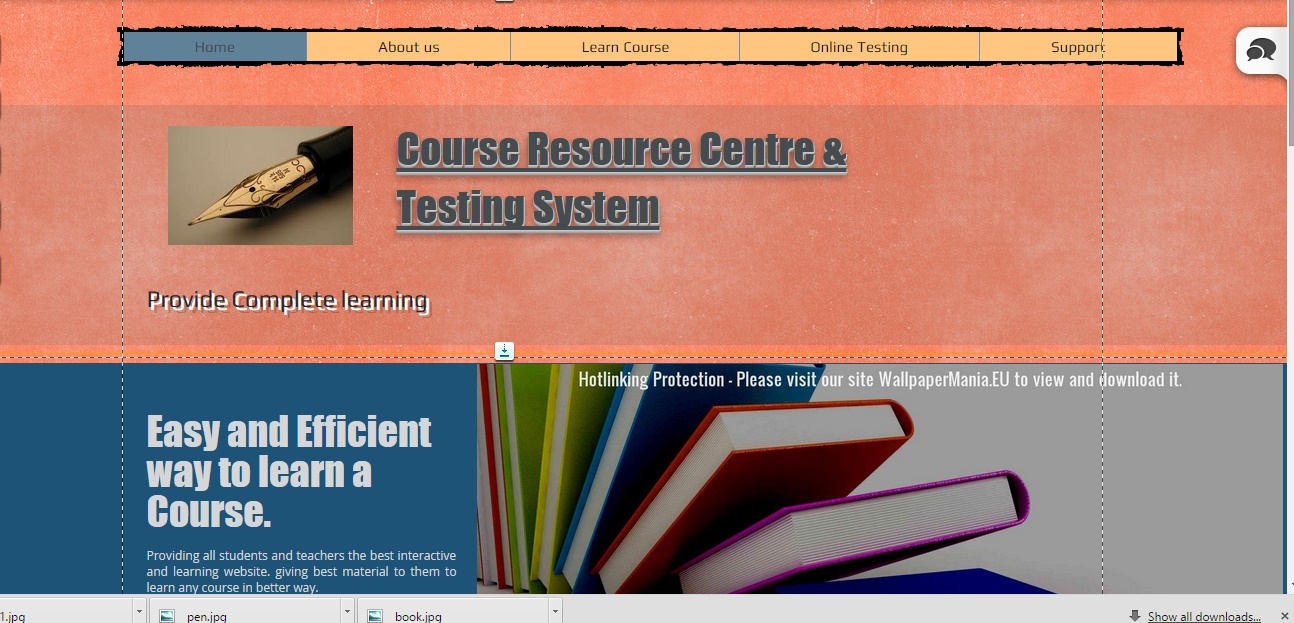 Home About us Learn Course Online Testing Support
Course Resource Centre &
Testing System
Provide Complete learning
Hotlinking Protection - Please visit our site WallpaperMania.EU to view and download it.
Easy and Efficient
way to learn a
Course.
Providing all students and teachers the best interactive
and learning website. giving best material to them to
learn any course in better way.
1.jpg pen.jpg book.jpg Show all downloads...